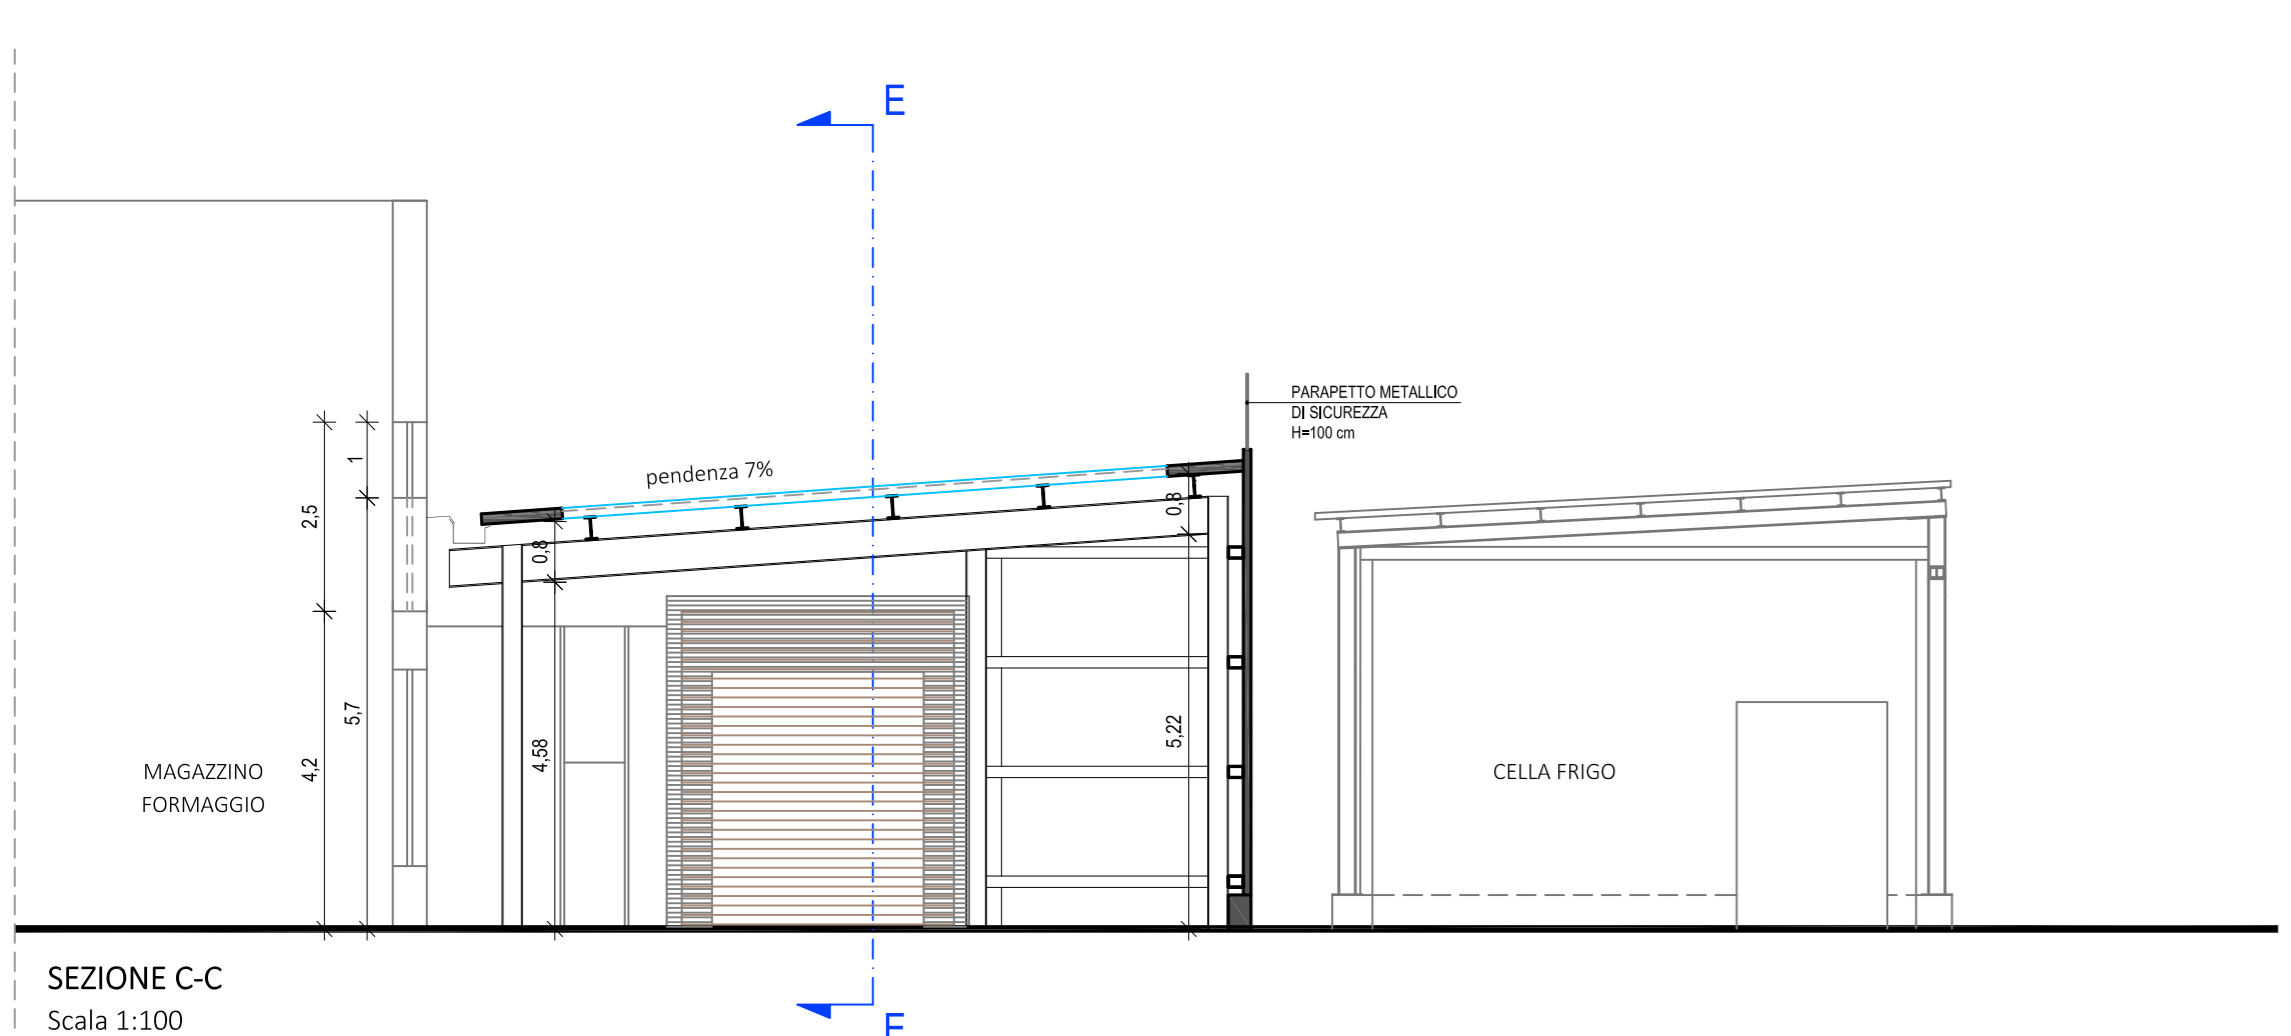 E
PARAPETTO METALLICO
DI SICUREZZA
H=100 cm
pendenza 7%
1
2,5
0,8
0,8
5,7
4,2
4,58
5,22
MAGAZZINO
FORMAGGIO
CELLA FRIGO
SEZIONE C-C
Scala 1:100
E